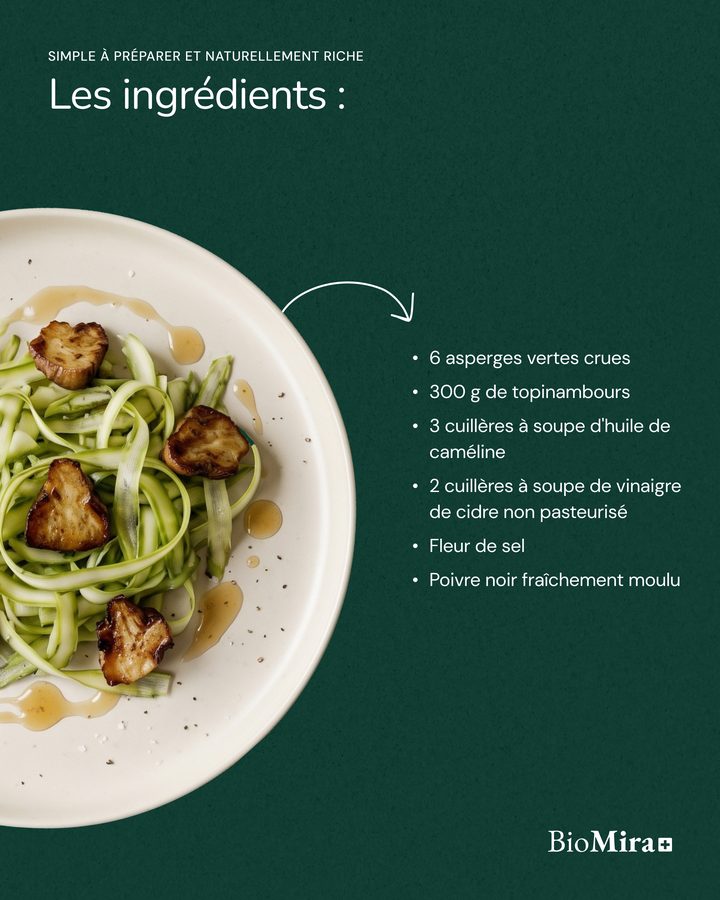 SIMPLE À PRÉPARER ET NATURELLEMENT RICHE
Les ingrédients :
• 6 asperges vertes crues
• 300 g de topinambours
• 3 cuillères à soupe d'huile de
caméline
• 2 cuillères à soupe de vinaigre
de cidre non pasteurisé
• Fleur de sel
• Poivre noir fraîchement moulu
BioMira